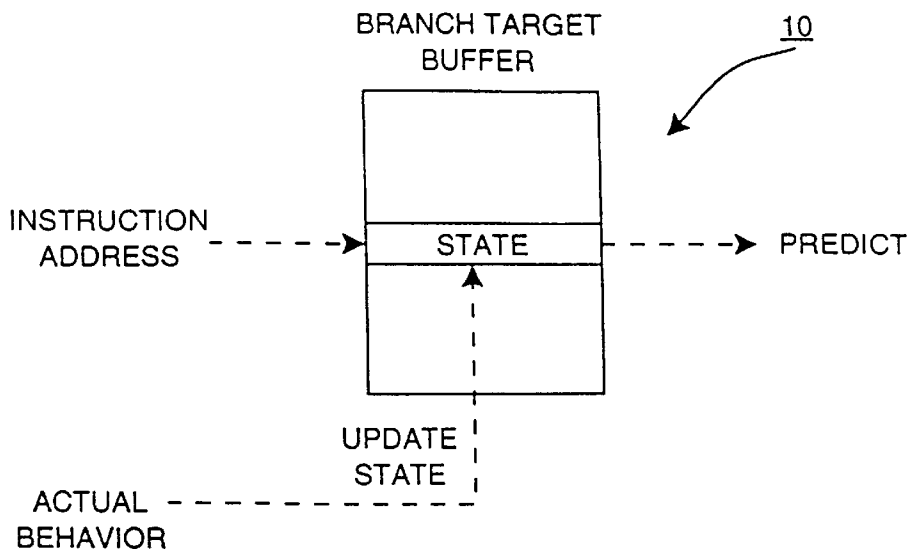 BRANCH TARGET
BUFFER
10
INSTRUCTION
ADDRESS
STATE
PREDICT
UPDATE
STATE
ACTUAL
BEHAVIOR